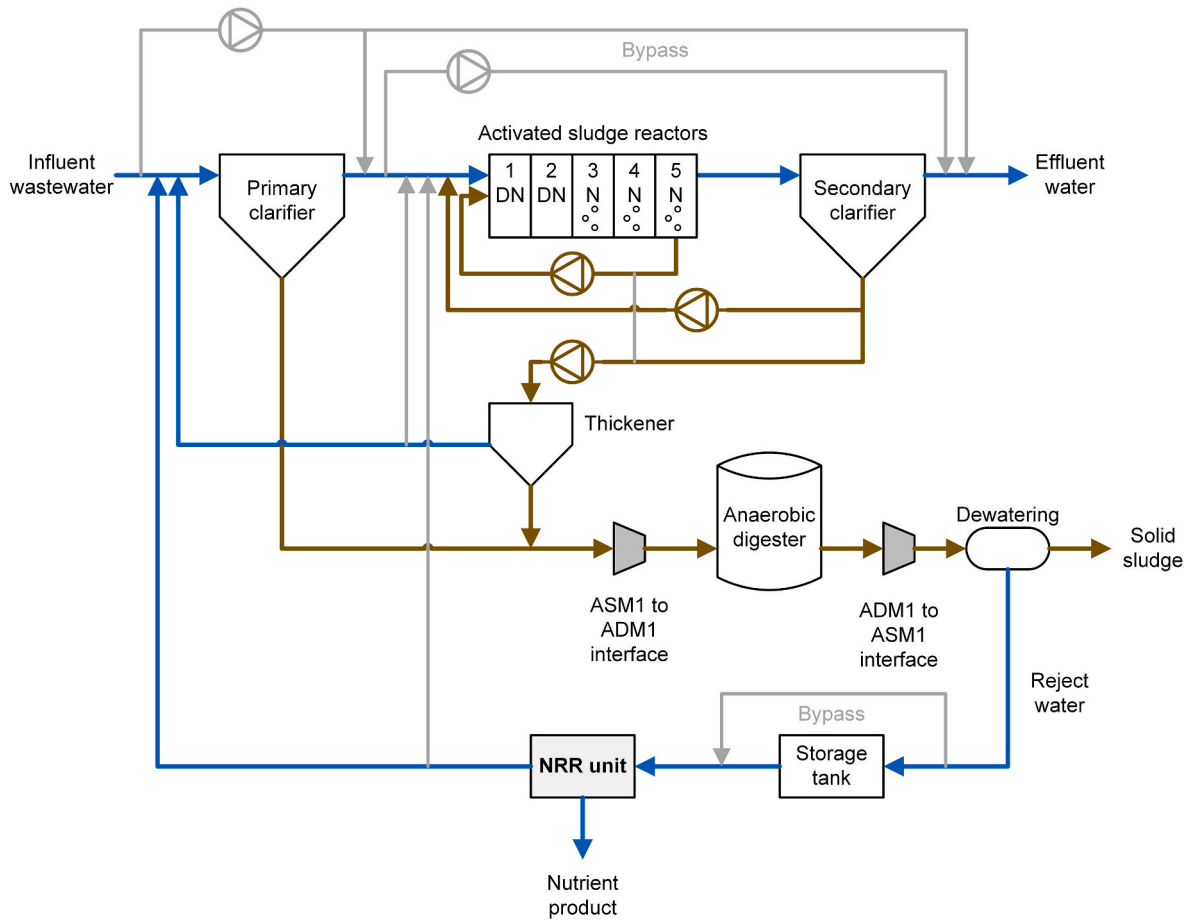 Bypass
Activated sludge reactors
Influent
wastewater
Primary
clarifier
1 2 3 4 5
DN DN N N N
Secondary
clarifier
Effluent
water
Thickener
Anaerobic
digester
Dewatering
Solid
sludge
ASM1 to
ADM1
interface
ADM1 to
ASM1
interface
Reject
water
Bypass
NRR unit
Storage
tank
Nutrient
product